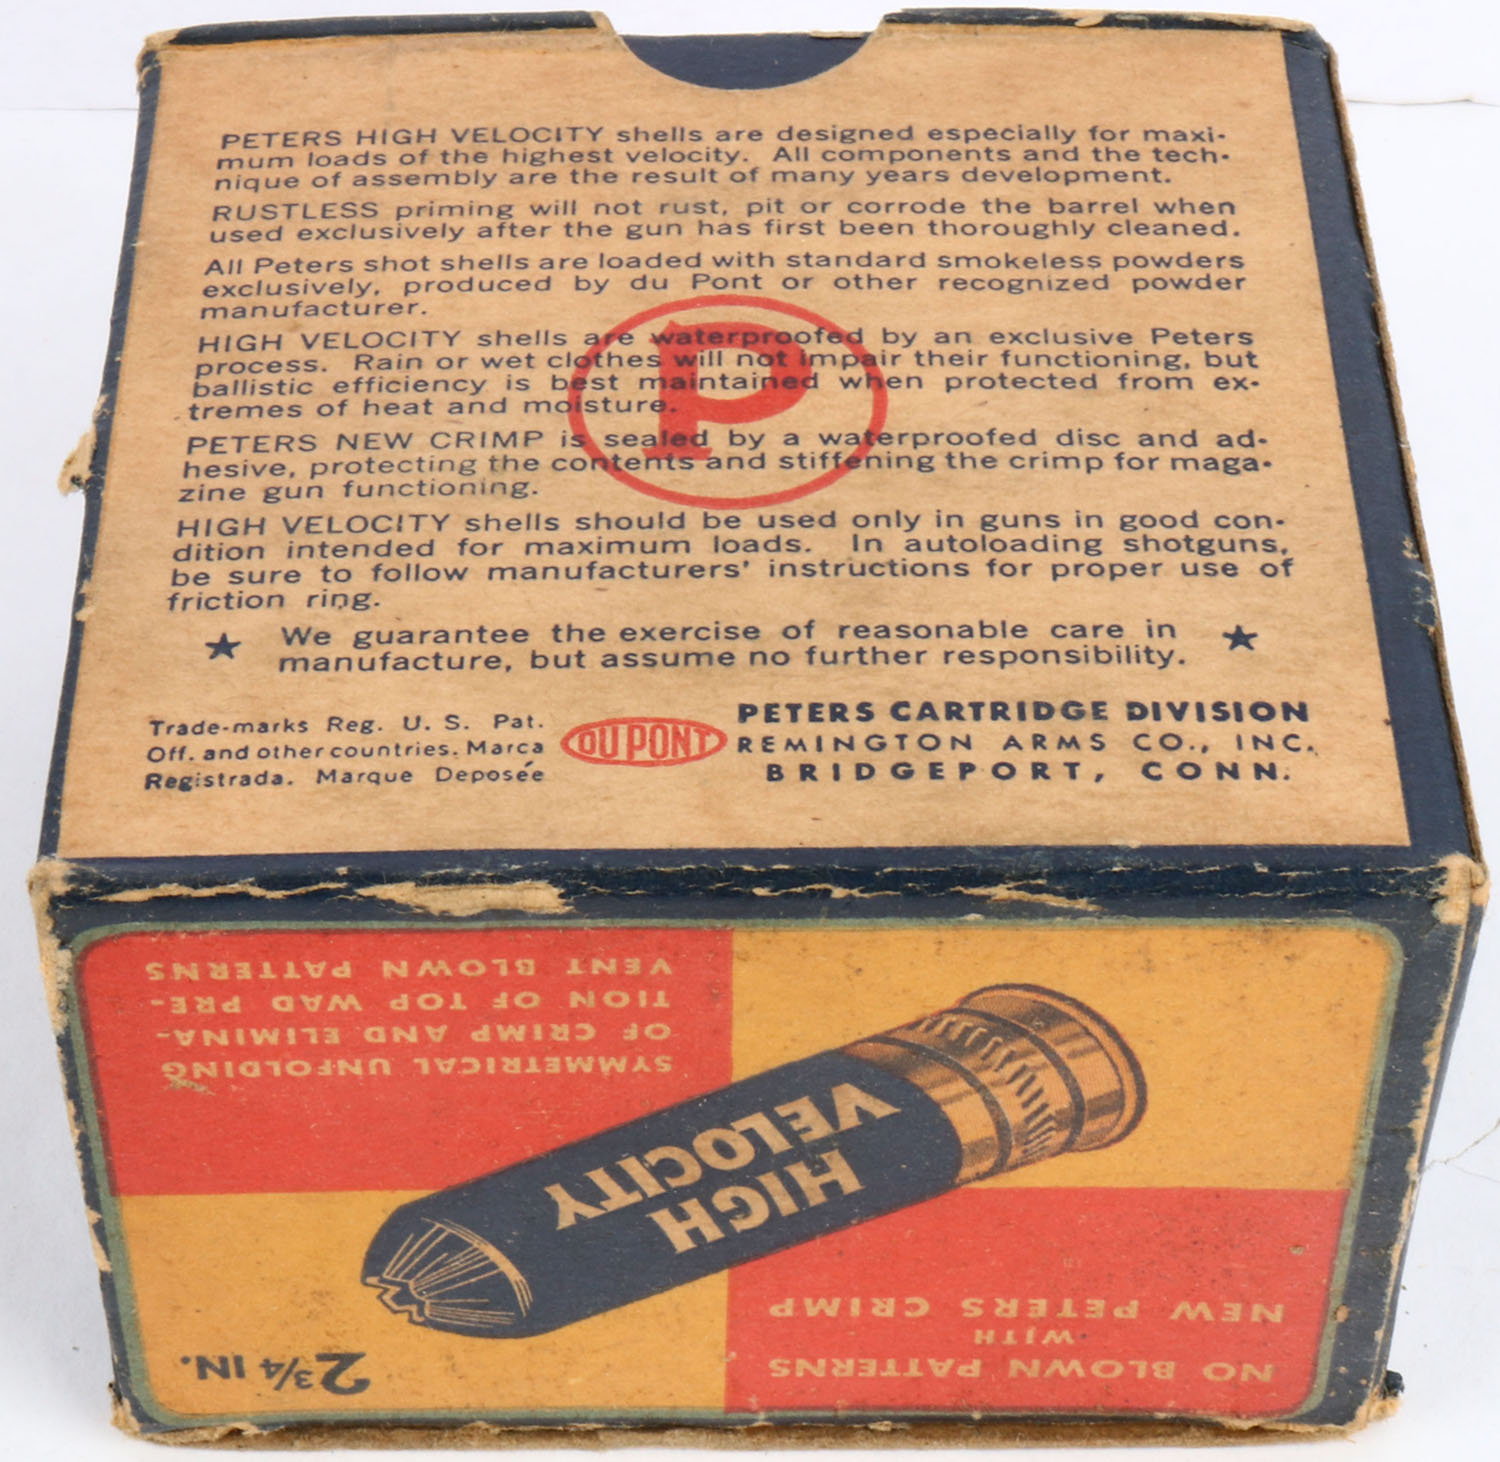 PETERS HIGH VELOCITY shells are designed especially for maxi-
mum loads of the highest velocity. All components and the tech-
nique of assembly are the result of many years development.
RUSTLESS priming will not rust, pit or corrode the barrel when
used exclusively after the gun has first been thoroughly cleaned.
All Peters shot shells are loaded with standard smokeless powders
exclusively, produced by du Pont or other recognized powder
manufacturer.
HIGH VELOCITY shells are waterproofed by an exclusive Peters
process. Rain or wet clothes will not impair their functioning, but
ballistic efficiency is best maintained when protected from ex-
tremes of heat and moisture.
P
PETERS NEW CRIMP is sealed by a waterproofed disc and ad-
hesive, protecting the contents and stiffening the crimp for maga-
zine gun functioning.
HIGH VELOCITY shells should be used only in guns in good con-
dition intended for maximum loads. In autoloading shotguns,
be sure to follow manufacturers' instructions for proper use of
friction ring.
★ We guarantee the exercise of reasonable care in ★
manufacture, but assume no further responsibility.
Trade-marks Reg. U. S. Pat.
Off. and other countries. Marca
Registrada. Marque Deposée
DU PONT
PETERS CARTRIDGE DIVISION
REMINGTON ARMS CO., INC.
BRIDGEPORT, CONN.
NO BLOWN PATTERNS
WITH
NEW PETERS CRIMP
2¾ IN.
HIGH
VELOCITY
SYMMETRICAL UNFOLDING
OF CRIMP AND ELIMINA-
TION OF TOP WAD PRE-
VENT BLOWN PATTERNS